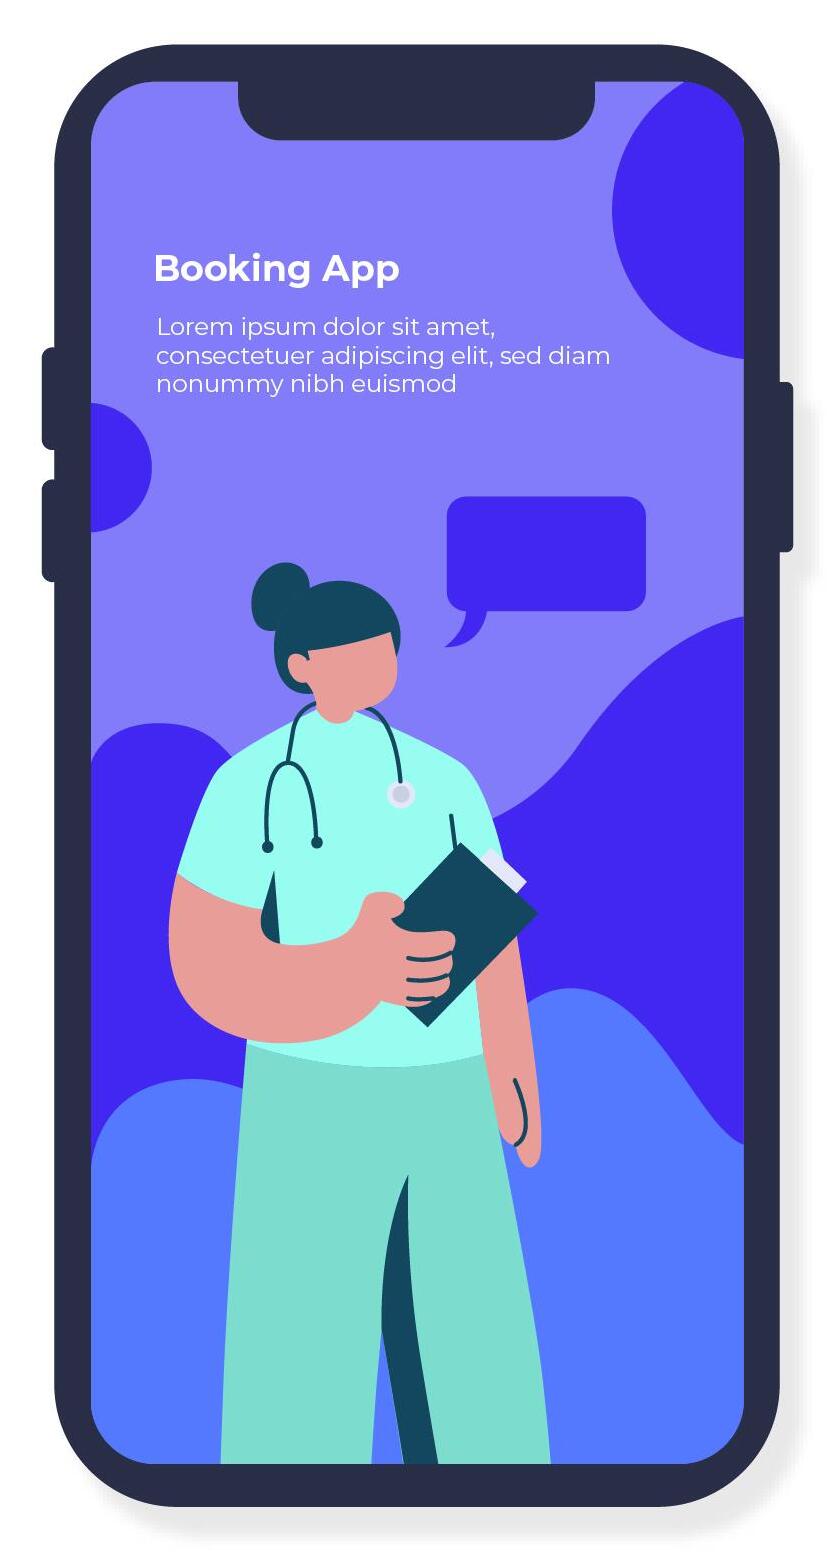 Booking App
Lorem ipsum dolor sit amet,
consectetuer adipiscing elit, sed diam
nonummy nibh euismod